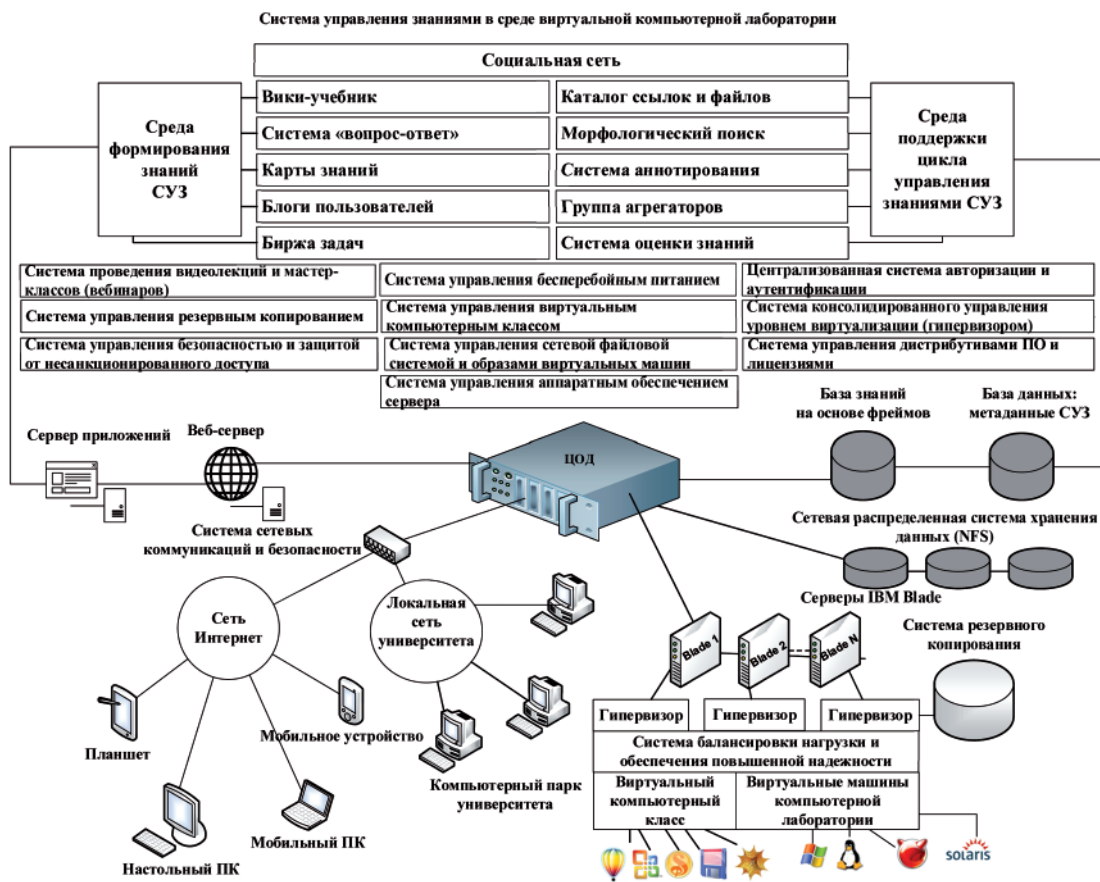 Система управления знаниями в среде виртуальной компьютерной лаборатории
Социальная сеть
Среда
формирования
знаний
СУЗ
Вики-учебник
Система «вопрос-ответ»
Карты знаний
Блоги пользователей
Биржа задач
Каталог ссылок и файлов
Морфологический поиск
Система аннотирования
Группа агрегаторов
Система оценки знаний
Среда
поддержки
цикла
управления
знаниями СУЗ
Система проведения видеолекций и мастер-
классов (вебинаров)
Система управления бесперебойным питанием
Централизованная система авторизации и
аутентификации
Система управления резервным копированием
Система управления виртуальным
компьютерным классом
Система консолидированного управления
уровнем виртуализации (гипервизором)
Система управления безопасностью и защитой
от несанкционированного доступа
Система управления сетевой файловой
системой и образами виртуальных машин
Система управления дистрибутивами ПО и
лицензиями
Система управления аппаратным обеспечением
сервера
База знаний
на основе фреймов
База данных:
метаданные СУЗ
Сервер приложений
Веб-сервер
ЦОД
Система сетевых
коммуникаций и безопасности
Сетевая распределенная система хранения
данных (NFS)
Серверы IBM Blade
Сеть
Интернет
Локальная
сеть
университета
Blade 1
Blade 2
Blade N
Система резервного
копирования
Планшет
Мобильное устройство
Настольный ПК
Мобильный ПК
Компьютерный парк
университета
Гипервизор
Гипервизор
Гипервизор
Система балансировки нагрузки и
обеспечения повышенной надежности
Виртуальный
компьютерный
класс
Виртуальные машины
компьютерной
лаборатории
solaris